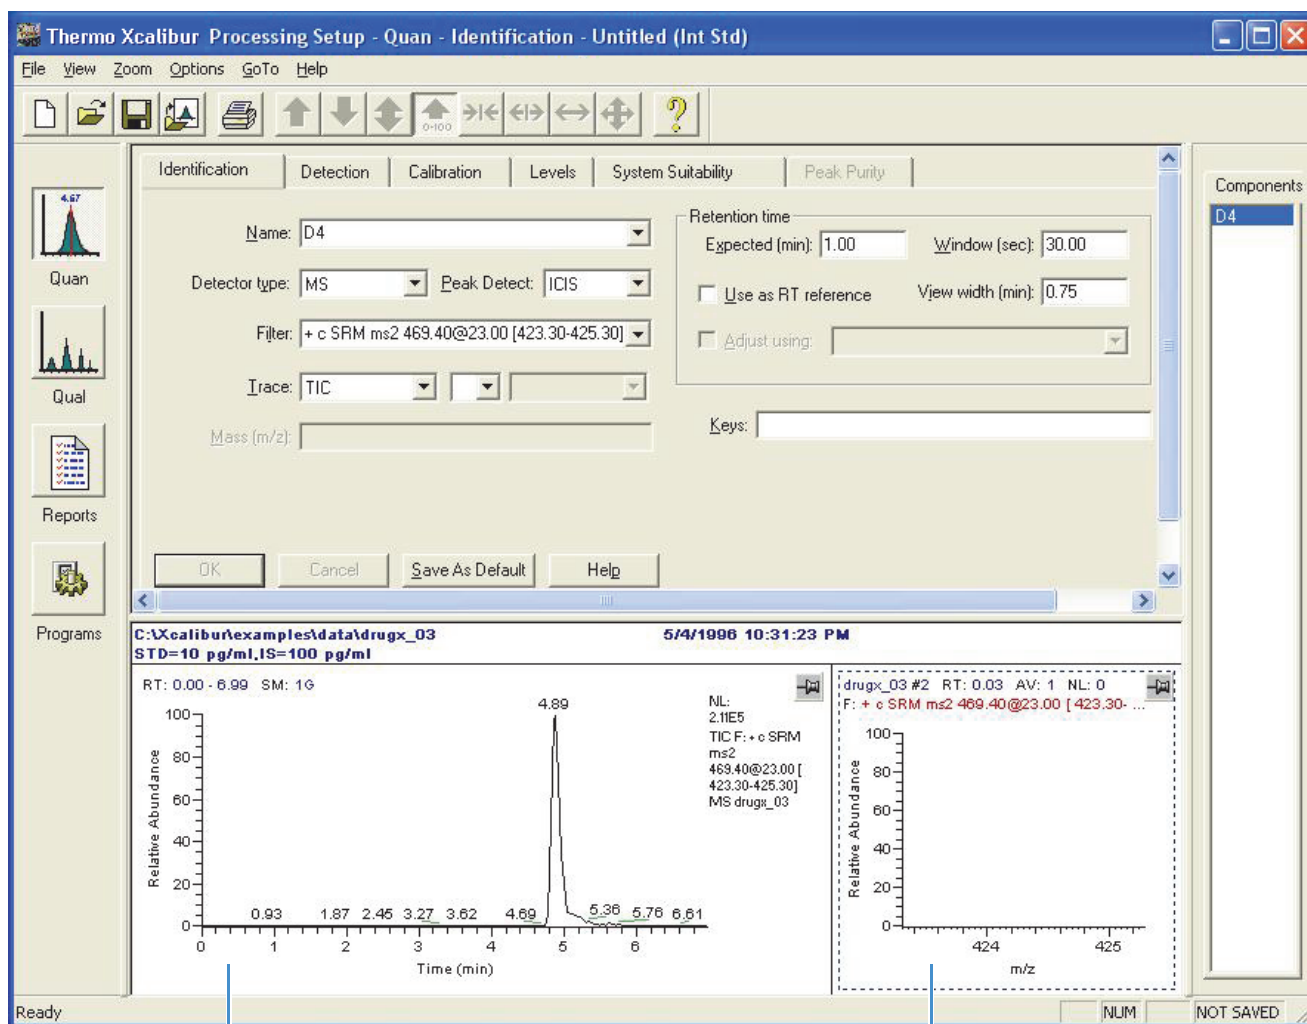 Thermo Xcalibur Processing Setup - Quan - Identification - Untitled (Int Std)
File View Zoom Options GoTo Help
0-100
Identification Detection Calibration Levels System Suitability Peak Purity
Components
D4
4.67
Quan
Qual
Reports
Programs
Name: D4
Detector type: MS Peak Detect: ICIS
Filter: + c SRM ms2 469.40@23.00 [423.30-425.30]
Trace: TIC
Mass (m/z):
Retention time
Expected (min): 1.00 Window (sec): 30.00
Use as RT reference View width (min): 0.75
Adjust using:
Keys:
OK Cancel Save As Default Help
C:\Xcalibur\examples\data\drugx_03 5/4/1996 10:31:23 PM
STD=10 pg/ml,IS=100 pg/ml
RT: 0.00 - 6.99 SM: 1G
NL:
2.11E5
TIC F: + c SRM
ms2
469.40@23.00 [
423.30-425.30]
MS drugx_03
4.89
100
80
60
40
20
0
Relative Abundance
0.93 1.87 2.45 3.27 3.62 4.69 5.36 5.76 6.61
0 1 2 3 4 5 6
Time (min)
drugx_03 #2 RT: 0.03 AV: 1 NL: 0
F: + c SRM ms2 469.40@23.00 [ 423.30- ...
100
80
60
40
20
0
Relative Abundance
424 425
m/z
Ready NUM NOT SAVED